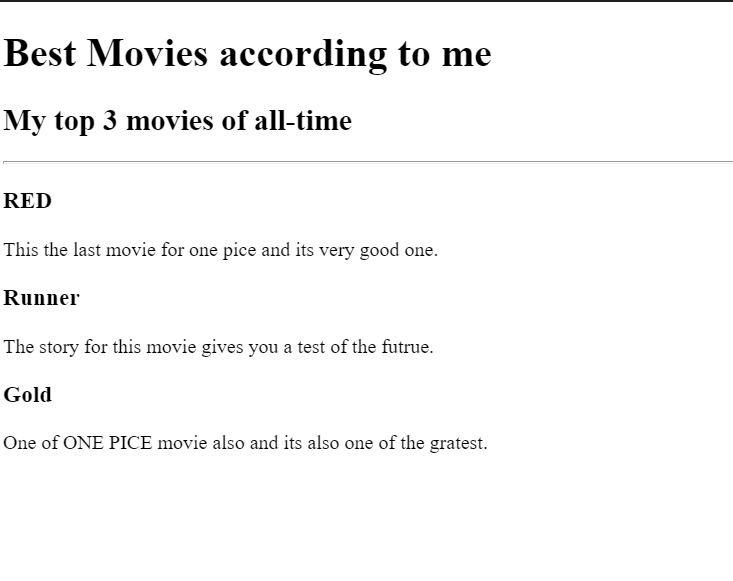 Best Movies according to me
My top 3 movies of all-time
RED
This the last movie for one pice and its very good one.
Runner
The story for this movie gives you a test of the futrue.
Gold
One of ONE PICE movie also and its also one of the gratest.